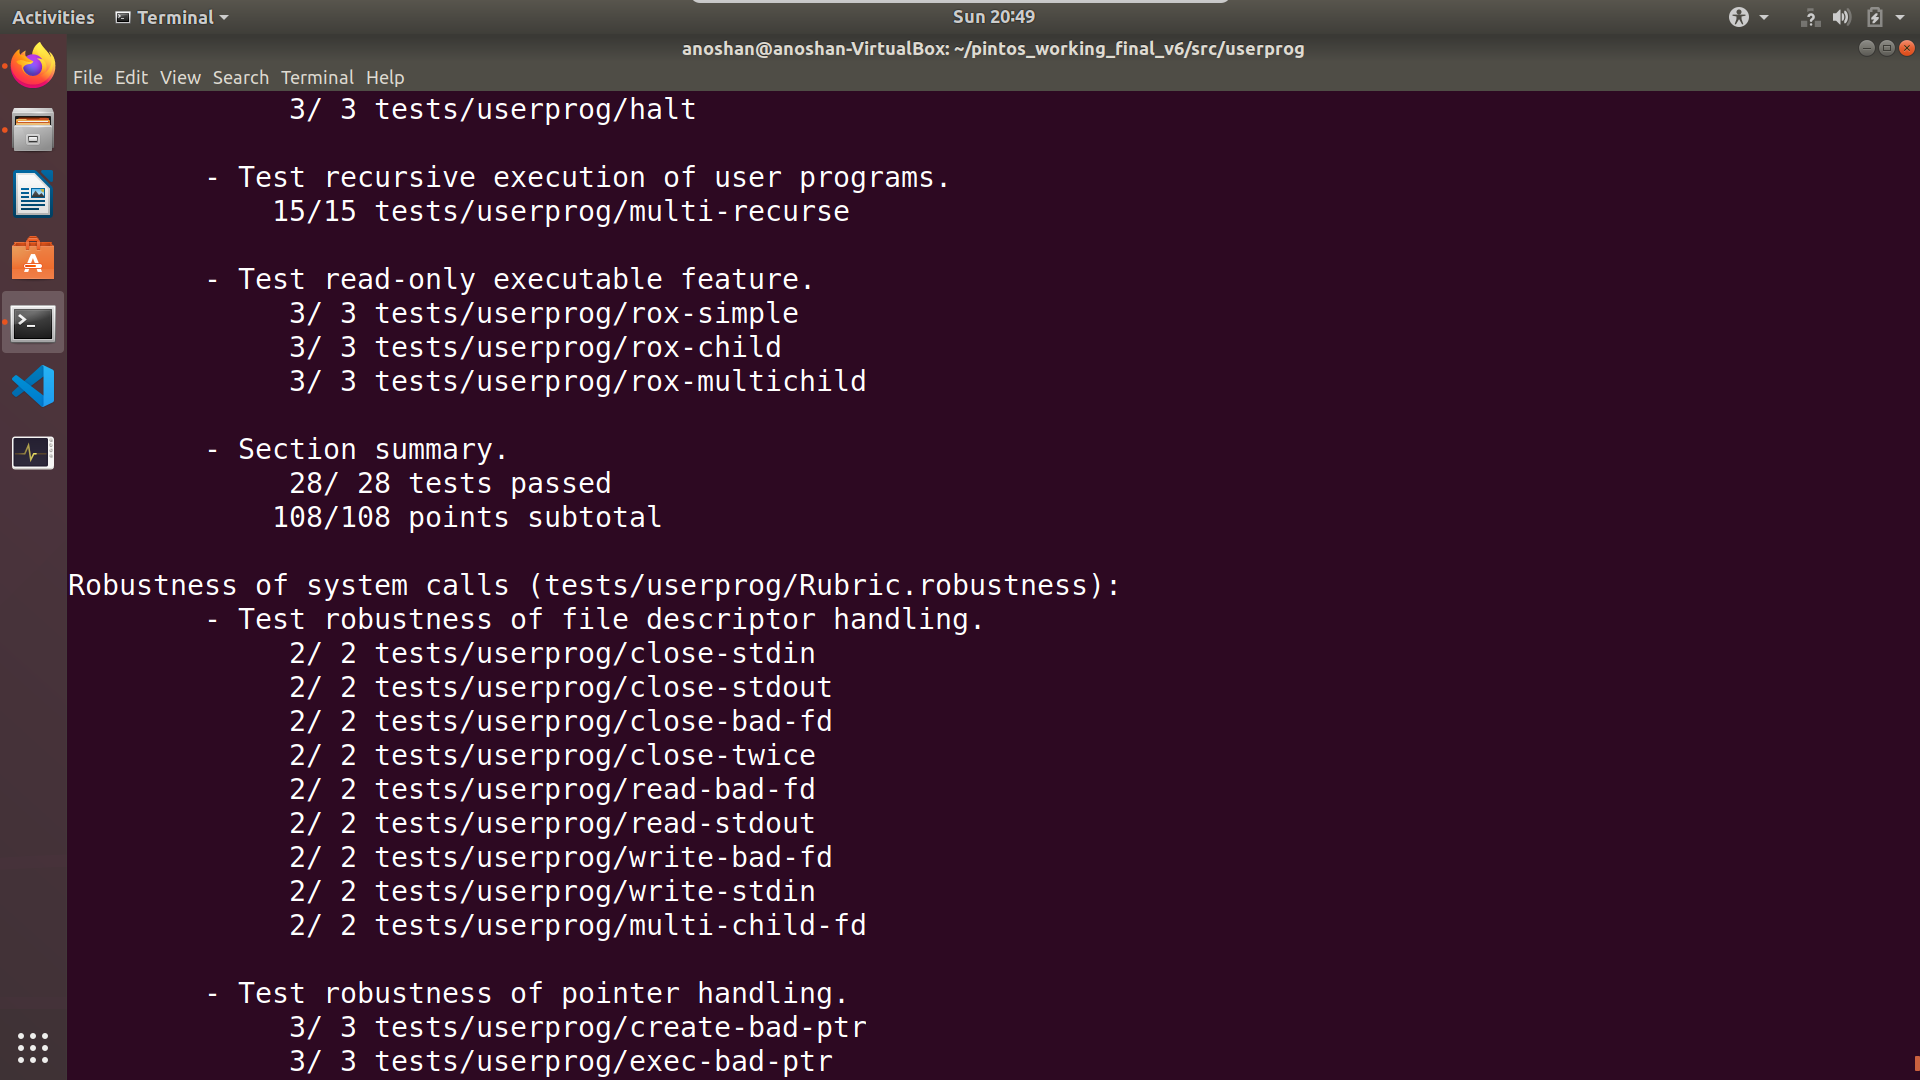 Activities Terminal Sun 20:49
anoshan@anoshan-VirtualBox: ~/pintos_working_final_v6/src/userprog
File Edit View Search Terminal Help
3/ 3 tests/userprog/halt
- Test recursive execution of user programs.
15/15 tests/userprog/multi-recurse
- Test read-only executable feature.
3/ 3 tests/userprog/rox-simple
3/ 3 tests/userprog/rox-child
3/ 3 tests/userprog/rox-multichild
- Section summary.
28/ 28 tests passed
108/108 points subtotal
Robustness of system calls (tests/userprog/Rubric.robustness):
- Test robustness of file descriptor handling.
2/ 2 tests/userprog/close-stdin
2/ 2 tests/userprog/close-stdout
2/ 2 tests/userprog/close-bad-fd
2/ 2 tests/userprog/close-twice
2/ 2 tests/userprog/read-bad-fd
2/ 2 tests/userprog/read-stdout
2/ 2 tests/userprog/write-bad-fd
2/ 2 tests/userprog/write-stdin
2/ 2 tests/userprog/multi-child-fd
- Test robustness of pointer handling.
3/ 3 tests/userprog/create-bad-ptr
3/ 3 tests/userprog/exec-bad-ptr